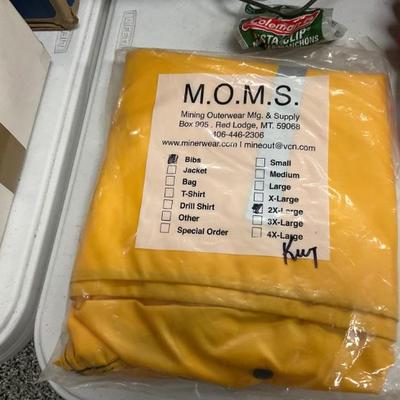 Coleman
INSTA-CLIP
M.O.M.S.
Mining Outerwear Mfg. & Supply
Box 905 . Red Lodge, MT. 59068
406-446-2306
www.minerwear.com I mineout@vcn.com
Bibs
Jacket
Bag
T-Shirt
Drill Shirt
Other
Special Order
Small
Medium
Large
X-Large
2X-Large
3X-Large
4X-Large